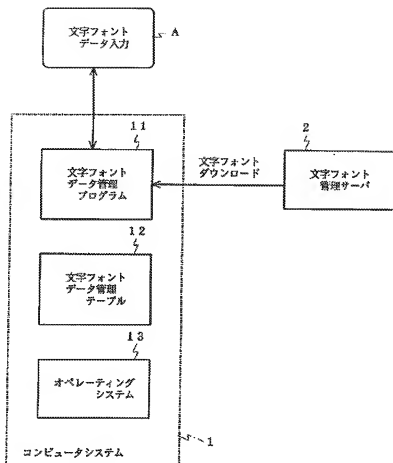 文字フォント
データ入力
A
11
文字フォント
データ管理
プログラム
文字フォント
ダウンロード
2
文字フォント
管理サーバ
12
文字フォント
データ管理
テーブル
13
オペレーティング
システム
コンピュータシステム
1